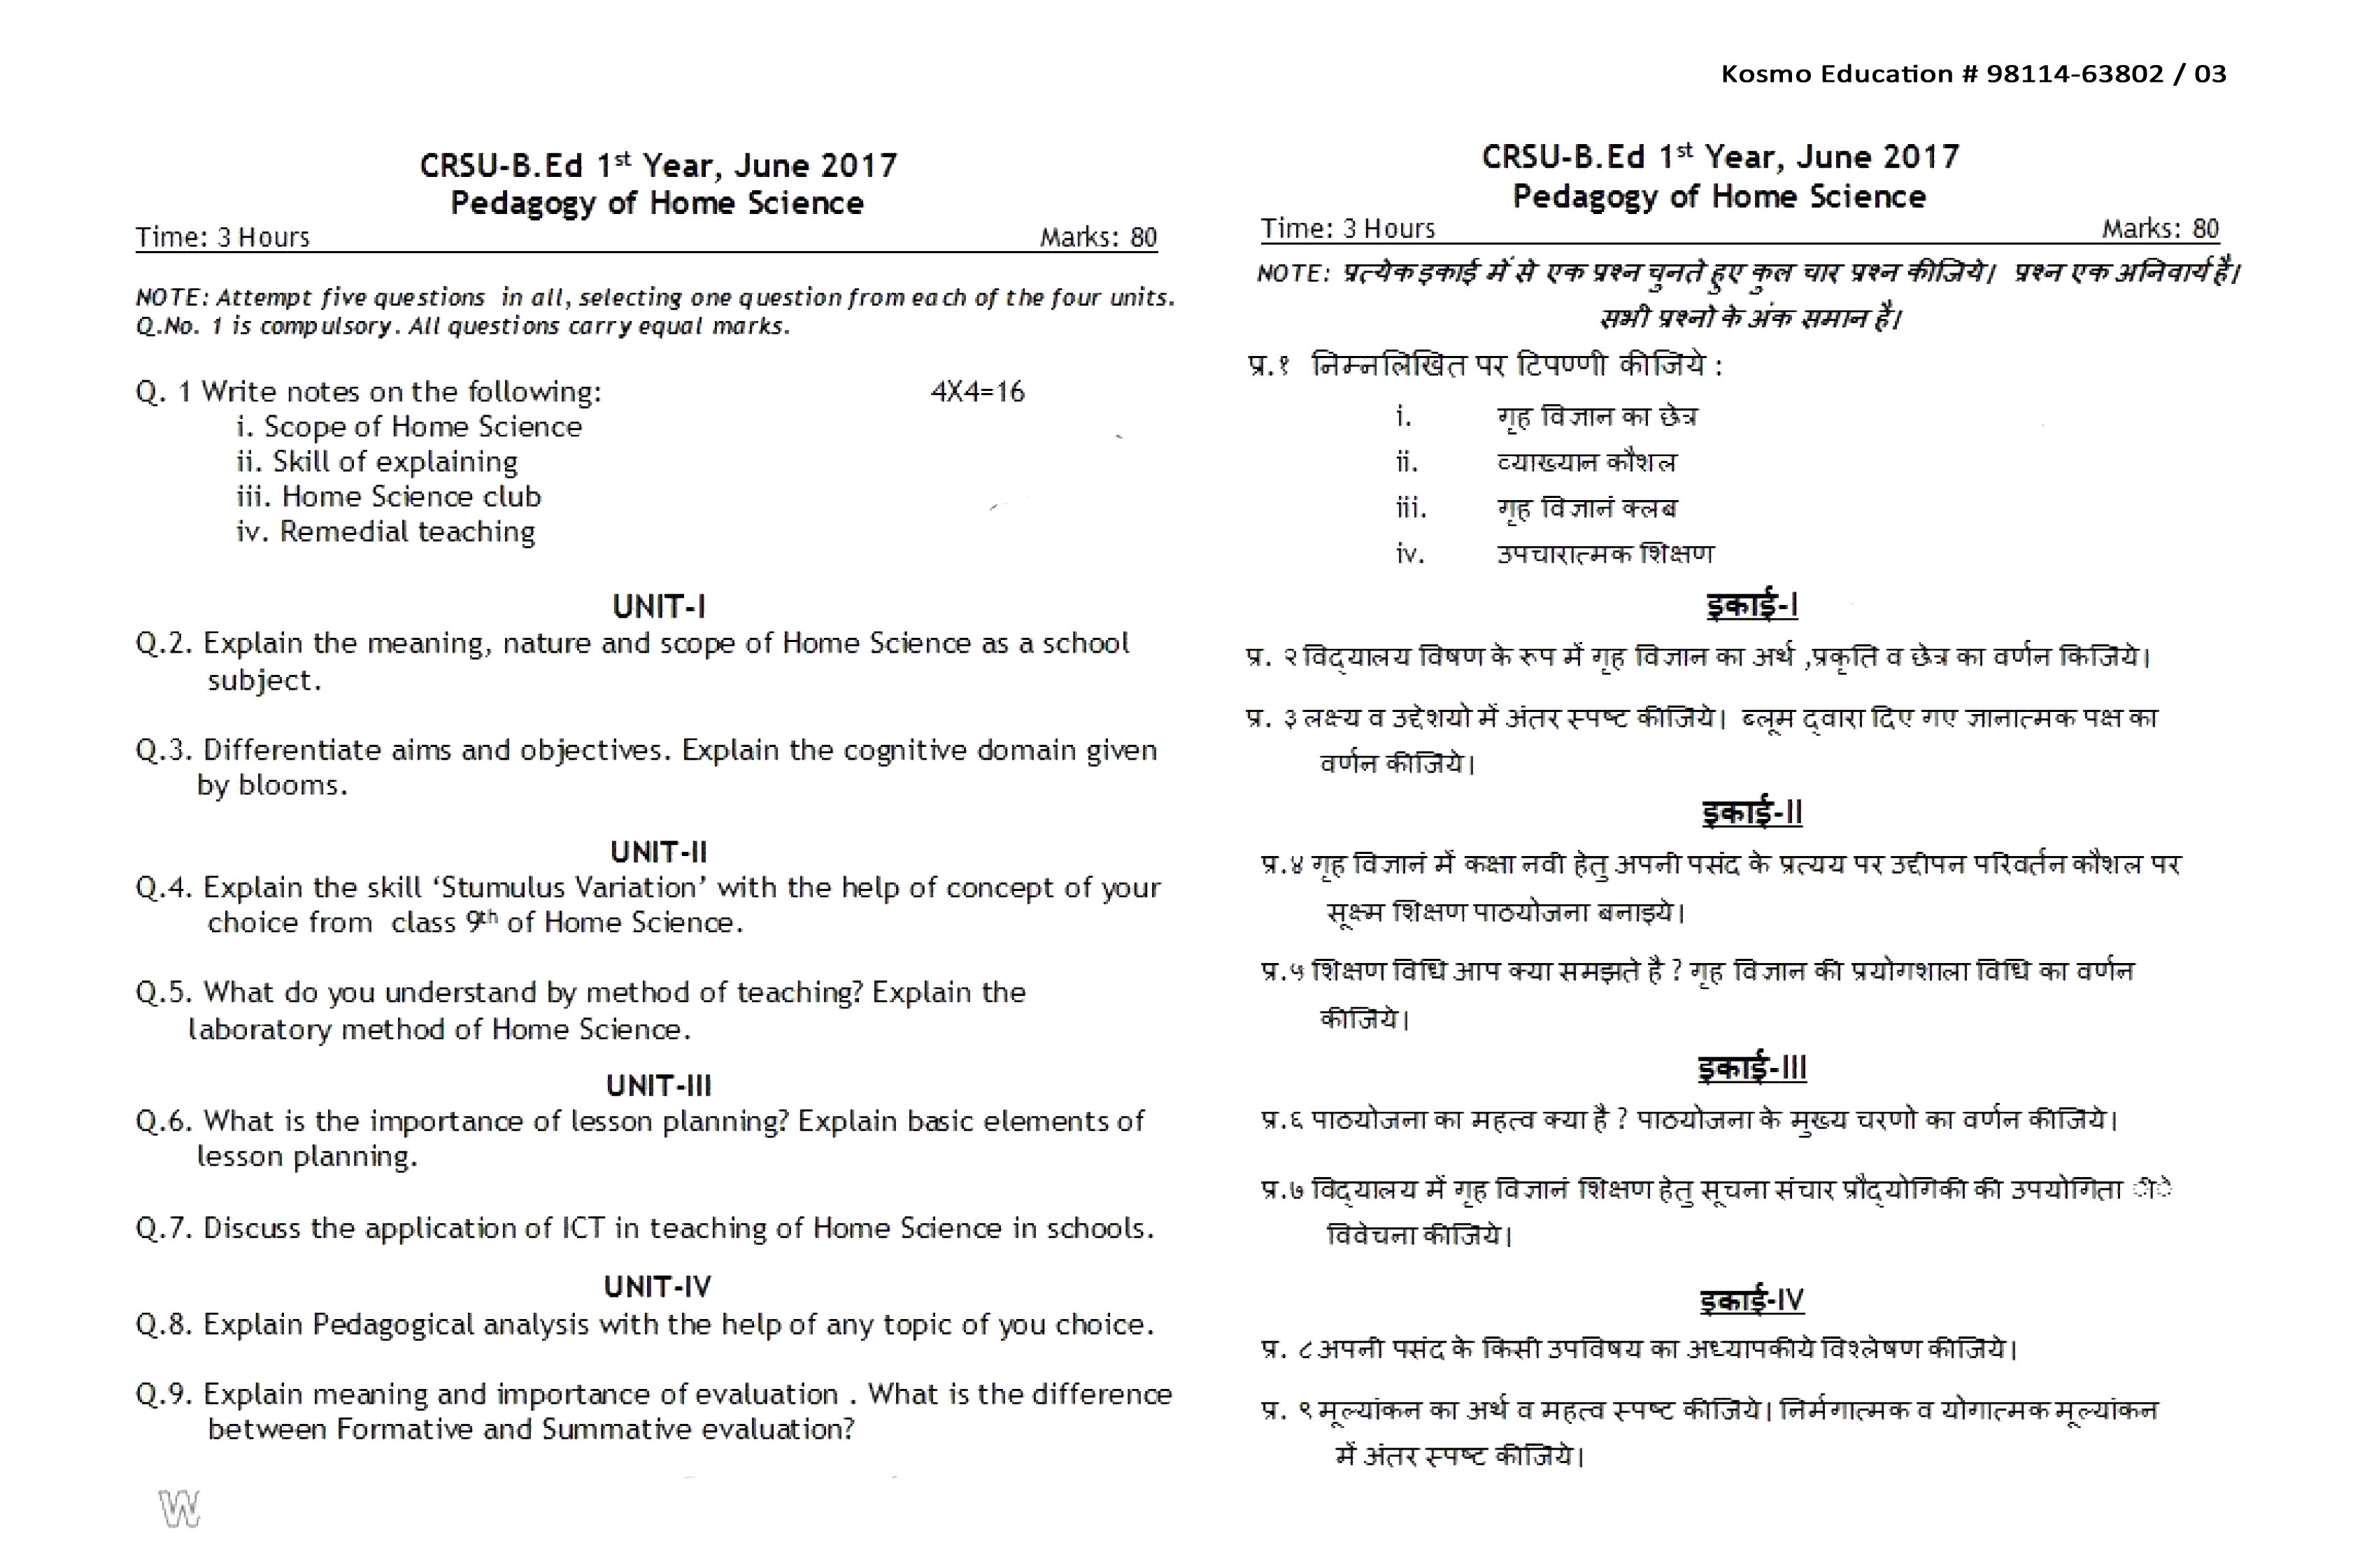 Kosmo Education # 98114-63802 / 03
CRSU-B.Ed 1st Year, June 2017
Pedagogy of Home Science
Time: 3 Hours Marks: 80
NOTE: Attempt five questions in all, selecting one question from each of the four units.
Q.No. 1 is compulsory. All questions carry equal marks.
Q. 1 Write notes on the following: 4X4=16
i. Scope of Home Science
ii. Skill of explaining
iii. Home Science club
iv. Remedial teaching
UNIT-I
Q.2. Explain the meaning, nature and scope of Home Science as a school
subject.
Q.3. Differentiate aims and objectives. Explain the cognitive domain given
by blooms.
UNIT-II
Q.4. Explain the skill ‘Stumulus Variation’ with the help of concept of your
choice from class 9th of Home Science.
Q.5. What do you understand by method of teaching? Explain the
laboratory method of Home Science.
UNIT-III
Q.6. What is the importance of lesson planning? Explain basic elements of
lesson planning.
Q.7. Discuss the application of ICT in teaching of Home Science in schools.
UNIT-IV
Q.8. Explain Pedagogical analysis with the help of any topic of you choice.
Q.9. Explain meaning and importance of evaluation . What is the difference
between Formative and Summative evaluation?
W
CRSU-B.Ed 1st Year, June 2017
Pedagogy of Home Science
Time: 3 Hours Marks: 80
NOTE: प्रत्येक इकाई में से एक प्रश्न चुनते हुए कुल चार प्रश्न कीजिये। प्रश्न एक अनिवार्य है।
सभी प्रश्नो के अंक समान है।
प्र.१ निम्नलिखित पर टिपण्णी कीजिये :
i. गृह विज्ञान का छेत्र
ii. व्याख्यान कौशल
iii. गृह विज्ञानं क्लब
iv. उपचारात्मक शिक्षण
इकाई-I
प्र. २ विद्यालय विषण के रूप में गृह विज्ञान का अर्थ ,प्रकृति व छेत्र का वर्णन किजिये।
प्र. ३ लक्ष्य व उद्देशयो में अंतर स्पष्ट कीजिये। ब्लूम द्वारा दिए गए ज्ञानात्मक पक्ष का
वर्णन कीजिये।
इकाई-II
प्र.४ गृह विज्ञानं में कक्षा नवी हेतु अपनी पसंद के प्रत्यय पर उद्दीपन परिवर्तन कौशल पर
सूक्ष्म शिक्षण पाठयोजना बनाइये।
प्र.५ शिक्षण विधि आप क्या समझते है ? गृह विज्ञान की प्रयोगशाला विधि का वर्णन
कीजिये।
इकाई-III
प्र.६ पाठयोजना का महत्व क्या है ? पाठयोजना के मुख्य चरणो का वर्णन कीजिये।
प्र.७ विद्यालय में गृह विज्ञानं शिक्षण हेतु सूचना संचार प्रौद्योगिकी की उपयोगिता
विवेचना कीजिये।
इकाई-IV
प्र. ८ अपनी पसंद के किसी उपविषय का अध्यापकीये विश्लेषण कीजिये।
प्र. ९ मूल्यांकन का अर्थ व महत्व स्पष्ट कीजिये। निर्मगात्मक व योगात्मक मूल्यांकन
में अंतर स्पष्ट कीजिये।